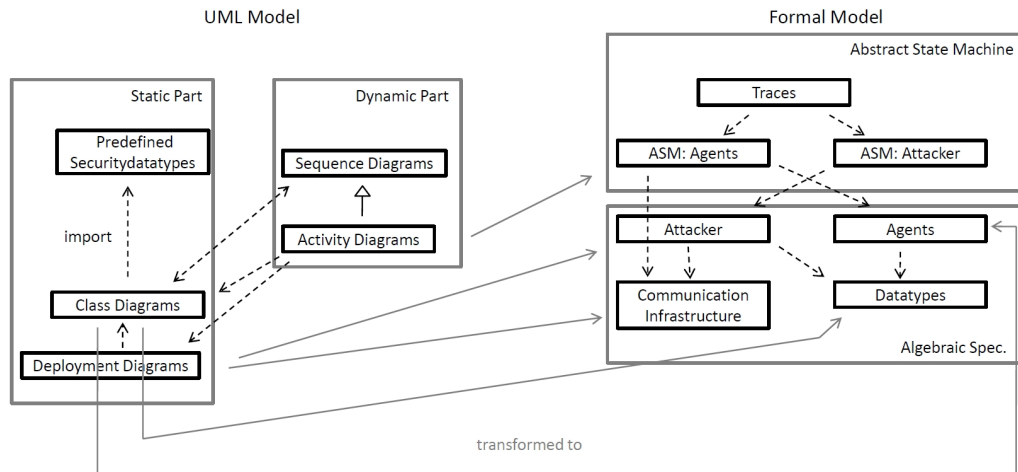 UML Model
Formal Model
Static Part
Predefined
Securitydatatypes
import
Class Diagrams
Deployment Diagrams
Dynamic Part
Sequence Diagrams
Activity Diagrams
Abstract State Machine
Traces
ASM: Agents
ASM: Attacker
Attacker
Agents
Communication
Infrastructure
Datatypes
Algebraic Spec.
transformed to